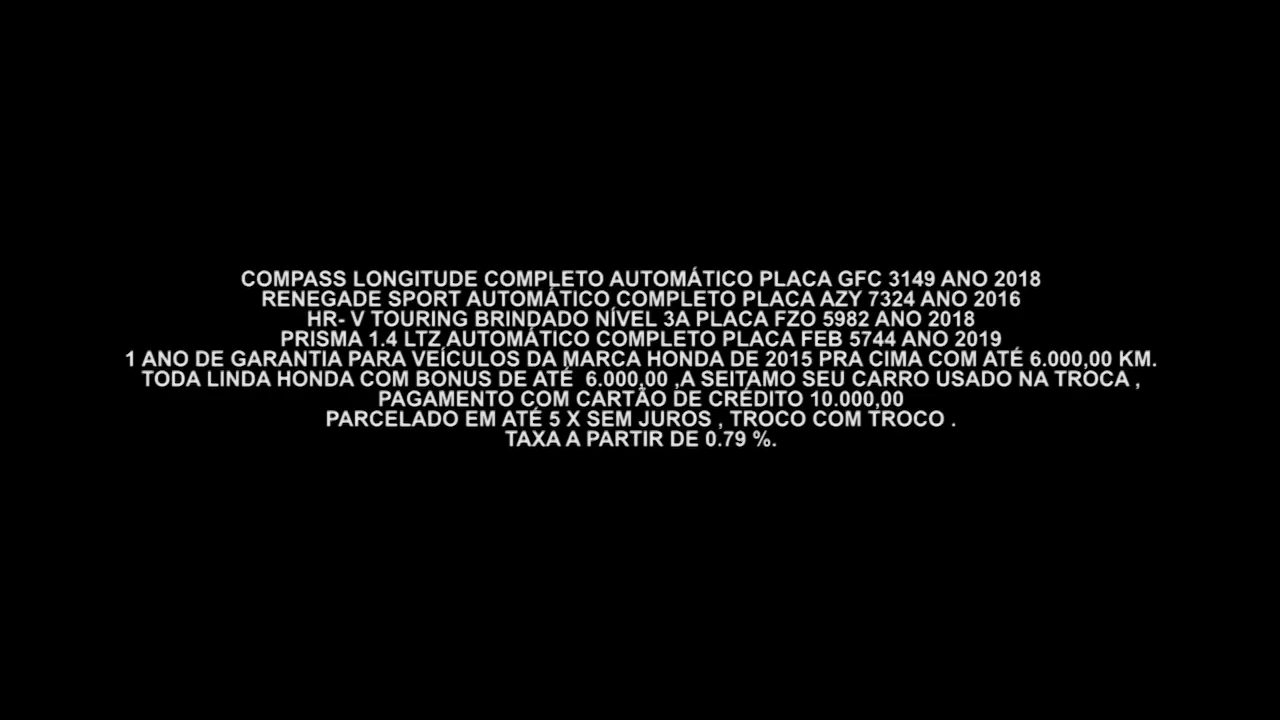 COMPASS LONGITUDE COMPLETO AUTOMÁTICO PLACA GFC 3149 ANO 2018
RENEGADE SPORT AUTOMÁTICO COMPLETO PLACA AZY 7324 ANO 2016
HR- V TOURING BRINDADO NÍVEL 3A PLACA FZO 5982 ANO 2018
PRISMA 1.4 LTZ AUTOMÁTICO COMPLETO PLACA FEB 5744 ANO 2019
1 ANO DE GARANTIA PARA VEÍCULOS DA MARCA HONDA DE 2015 PRA CIMA COM ATÉ 6.000,00 KM.
TODA LINDA HONDA COM BONUS DE ATÉ  6.000,00 ,A SEITAMO SEU CARRO USADO NA TROCA ,
PAGAMENTO COM CARTÃO DE CRÉDITO 10.000,00
PARCELADO EM ATÉ 5 X SEM JUROS , TROCO COM TROCO .
TAXA A PARTIR DE 0.79 %.